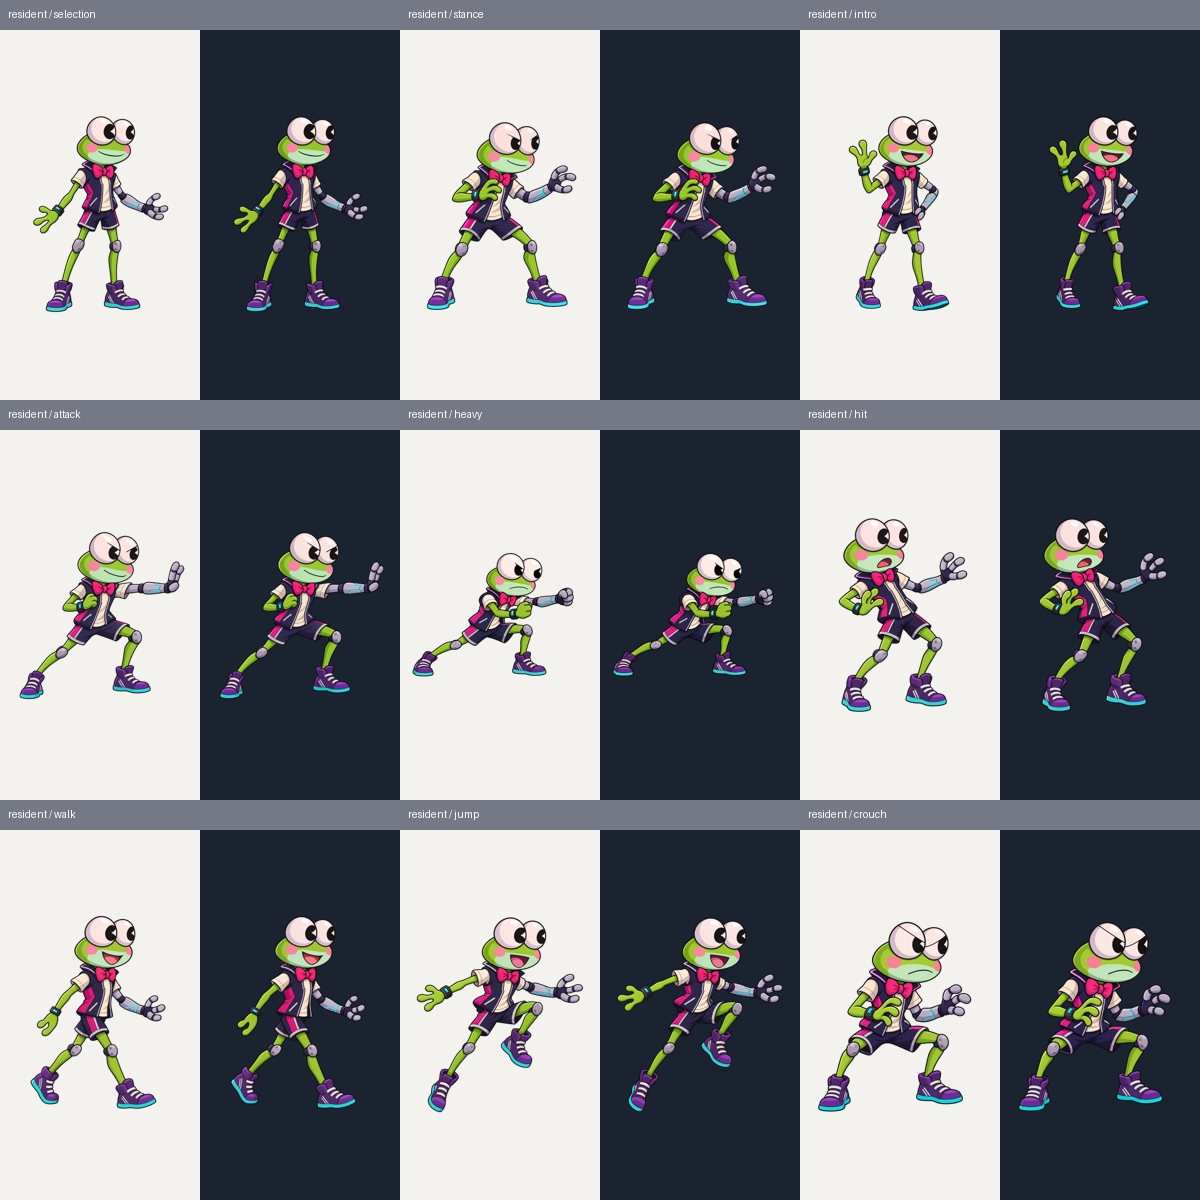 resident/selection
resident/stance
resident/intro
resident/attack
resident/heavy
resident/hit
resident/walk
resident/jump
resident/crouch